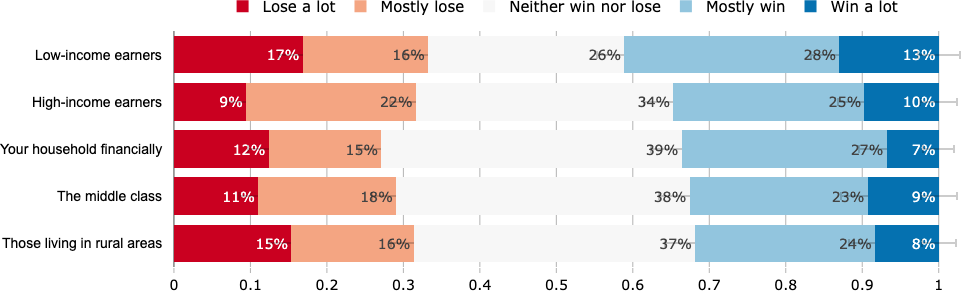 Lose a lot Mostly lose Neither win nor lose Mostly win Win a lot
Low-income earners 17% 16% 26% 28% 13%
High-income earners 9% 22% 34% 25% 10%
Your household financially 12% 15% 39% 27% 7%
The middle class 11% 18% 38% 23% 9%
Those living in rural areas 15% 16% 37% 24% 8%
0 0.1 0.2 0.3 0.4 0.5 0.6 0.7 0.8 0.9 1